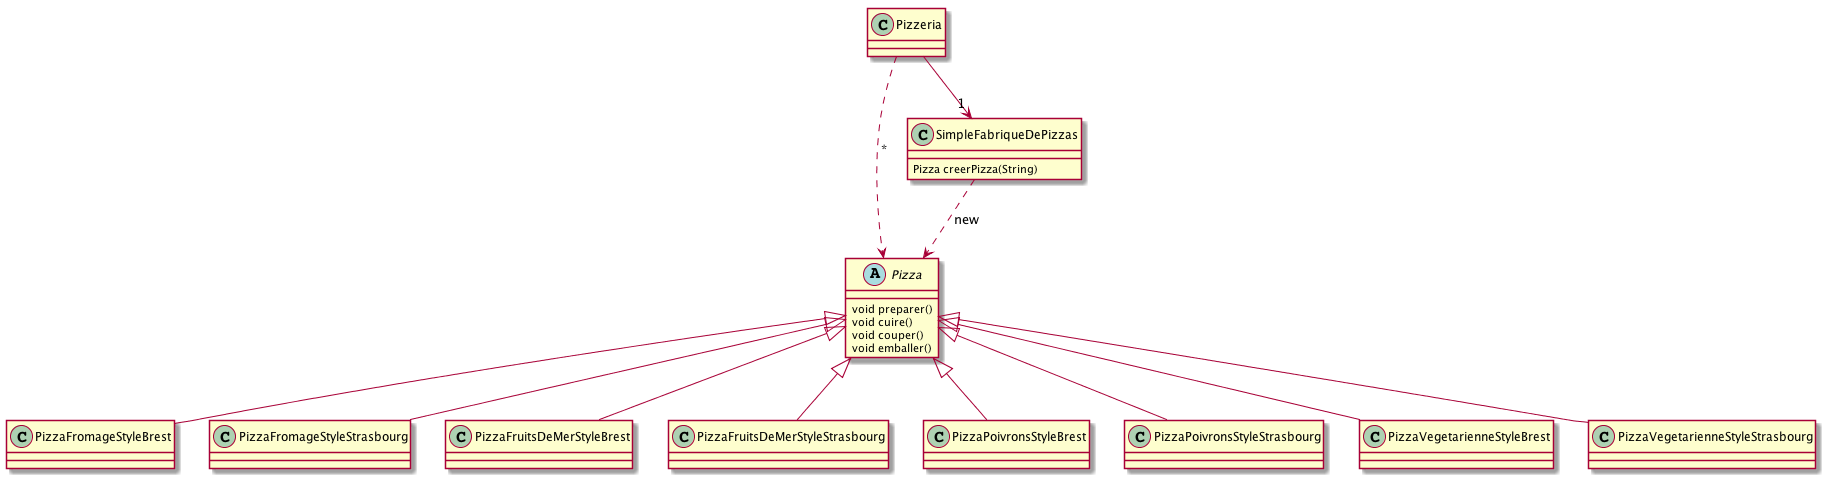 C Pizzeria
1
C SimpleFabriqueDePizzas
*
Pizza creerPizza(String)
new
A Pizza
void preparer()
void cuire()
void couper()
void emballer()
C PizzaFromageStyleBrest
C PizzaFromageStyleStrasbourg
C PizzaFruitsDeMerStyleBrest
C PizzaFruitsDeMerStyleStrasbourg
C PizzaPoivronsStyleBrest
C PizzaPoivronsStyleStrasbourg
C PizzaVegetarienneStyleBrest
C PizzaVegetarienneStyleStrasbourg